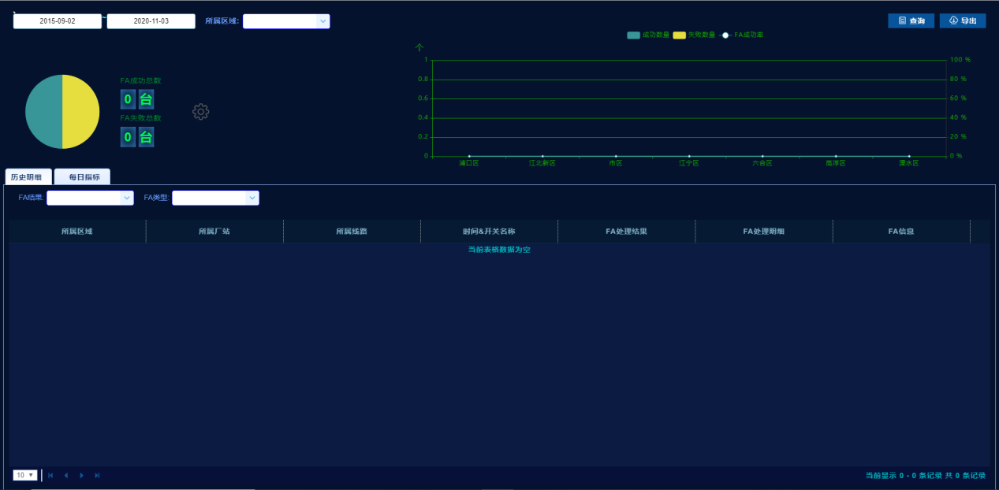 2015-09-02 ~ 2020-11-03 所属区域: 查询 导出
成功数量 失败数量 FA成功率
个
1 100 %
0.8 80 %
0.6 60 %
0.4 40 %
0.2 20 %
0 0 %
浦口区 江北新区 市区 江宁区 六合区 高淳区 溧水区
FA成功总数
0 台
FA失败总数
0 台
历史明细 每日指标
FA结果: FA类型:
所属区域 所属厂站 所属线路 时间&开关名称 FA处理结果 FA处理明细 FA信息
当前表格数据为空
10 当前显示 0 - 0 条记录 共 0 条记录